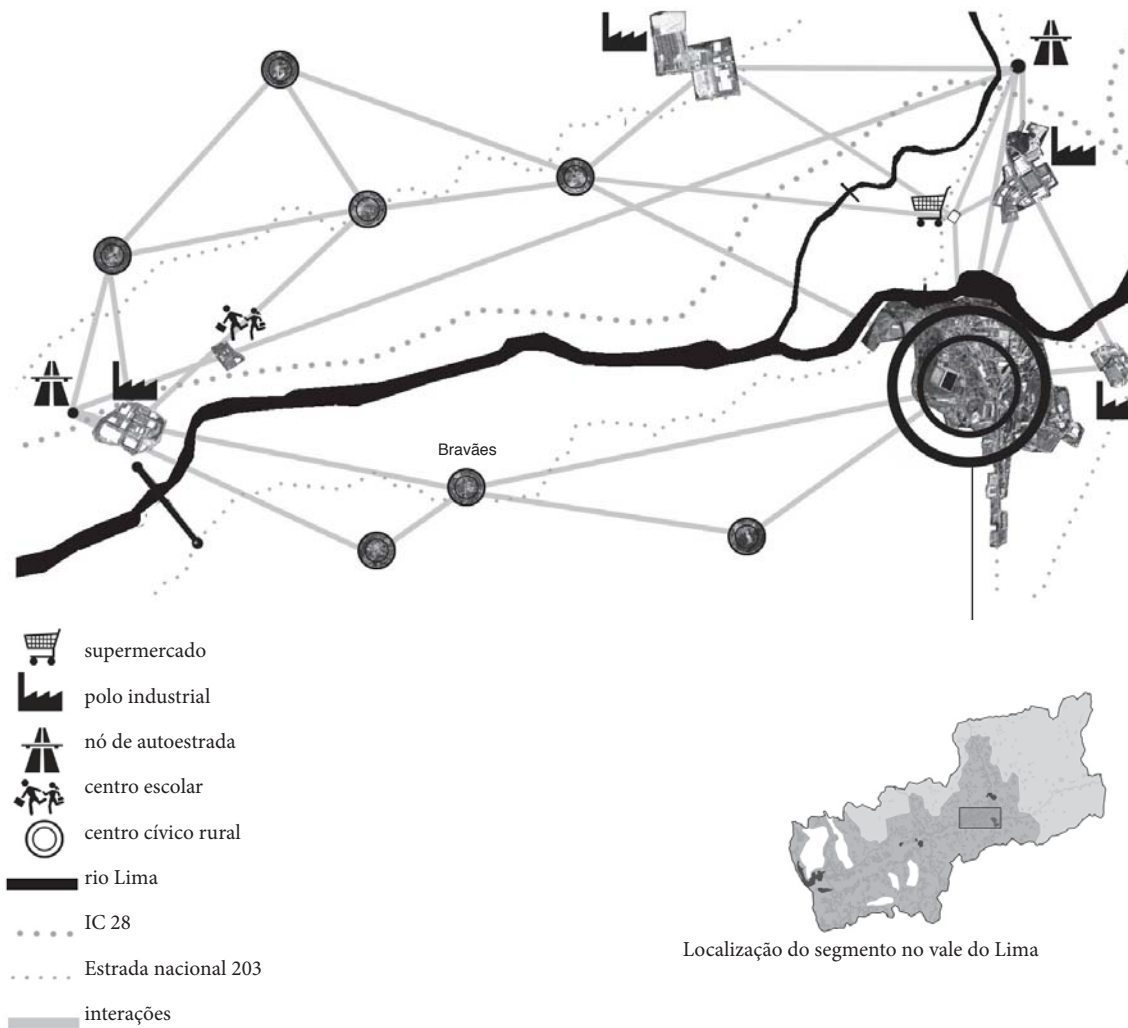 Bravães
supermercado
polo industrial
nó de autoestrada
centro escolar
centro cívico rural
rio Lima
IC 28
Estrada nacional 203
interações
Localização do segmento no vale do Lima